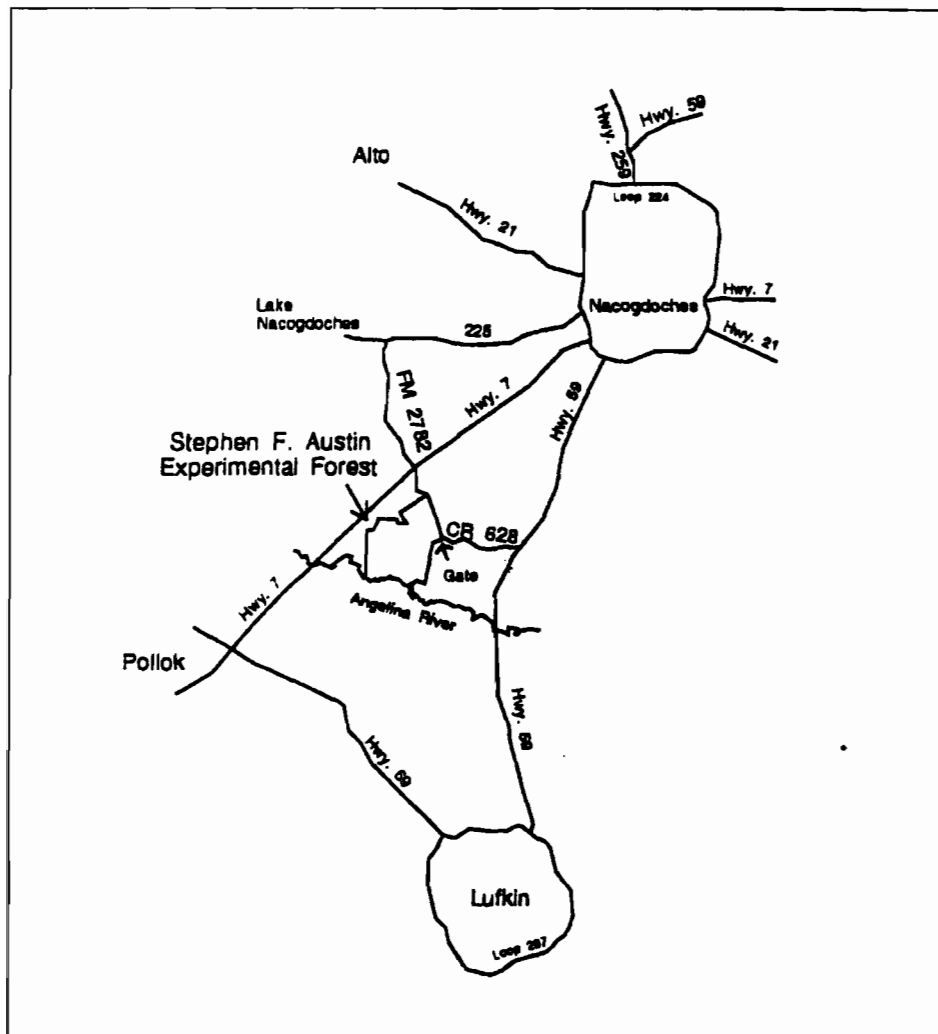 Hwy. 59
Hwy. 259
Loop 224
Alto
Hwy. 21
Nacogdoches
Hwy. 7
Hwy. 21
Lake
Nacogdoches
225
FM 2782
Hwy. 7
Hwy. 59
Stephen F. Austin
Experimental Forest
CR 628
Gate
Angelina River
Hwy. 7
Pollok
Hwy. 69
Hwy. 59
Lufkin
Loop 287